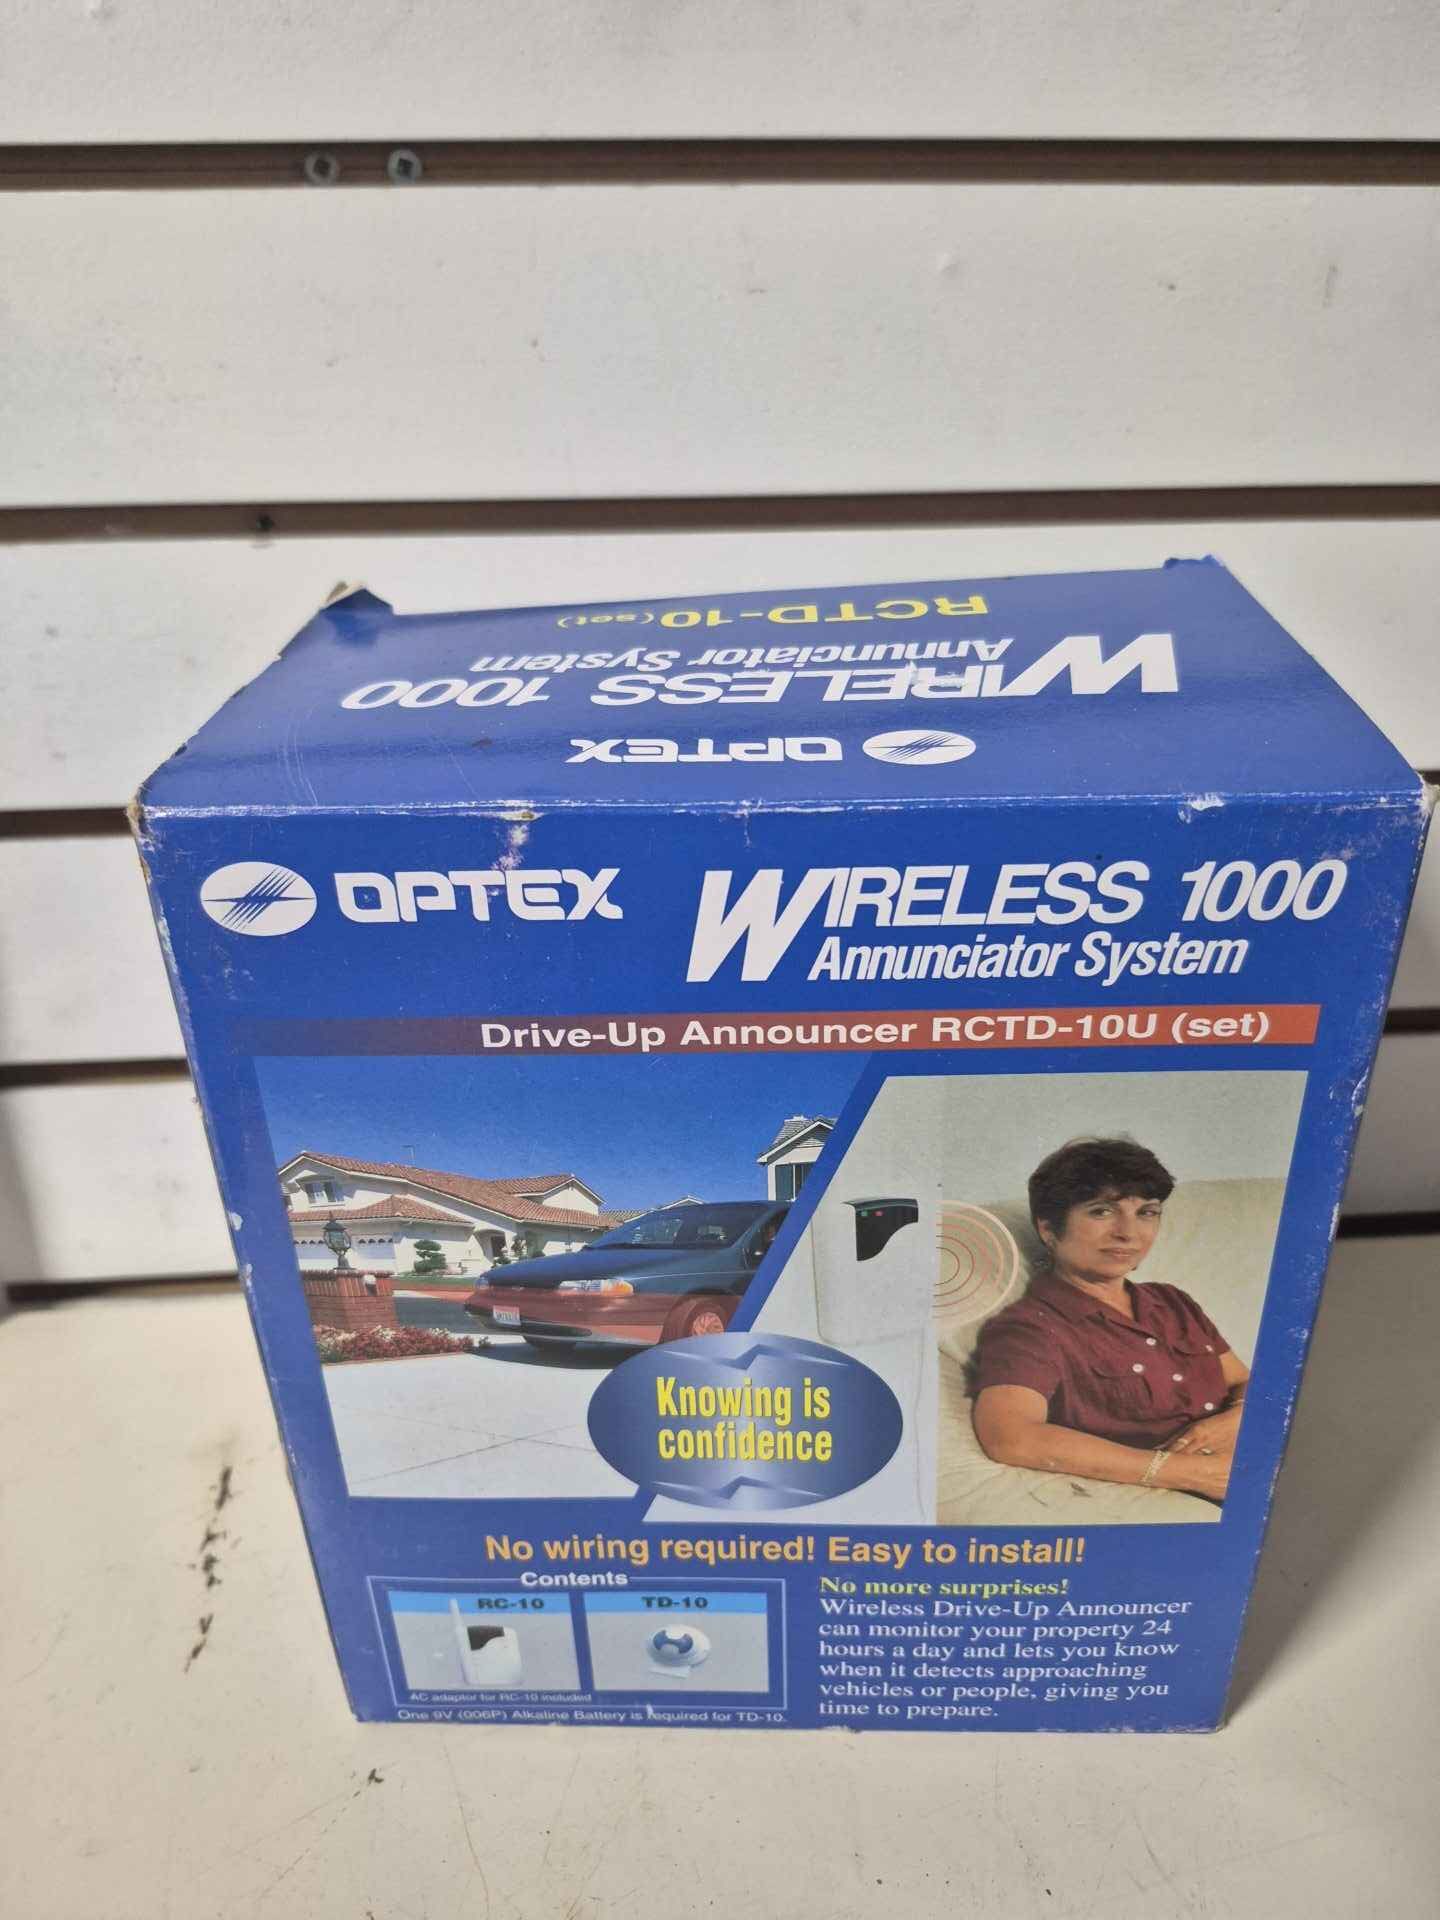 RCTD-10 (set)
WIRELESS 1000
Annunciator System
OPTEX
OPTEX
WIRELESS 1000
Annunciator System
Drive-Up Announcer RCTD-10U (set)
Knowing is
confidence
No wiring required! Easy to install!
Contents
RC-10
TD-10
AC adaptor for RC-10 included
One 9V (006P) Alkaline Battery is required for TD-10.
No more surprises!
Wireless Drive-Up Announcer
can monitor your property 24
hours a day and lets you know
when it detects approaching
vehicles or people, giving you
time to prepare.